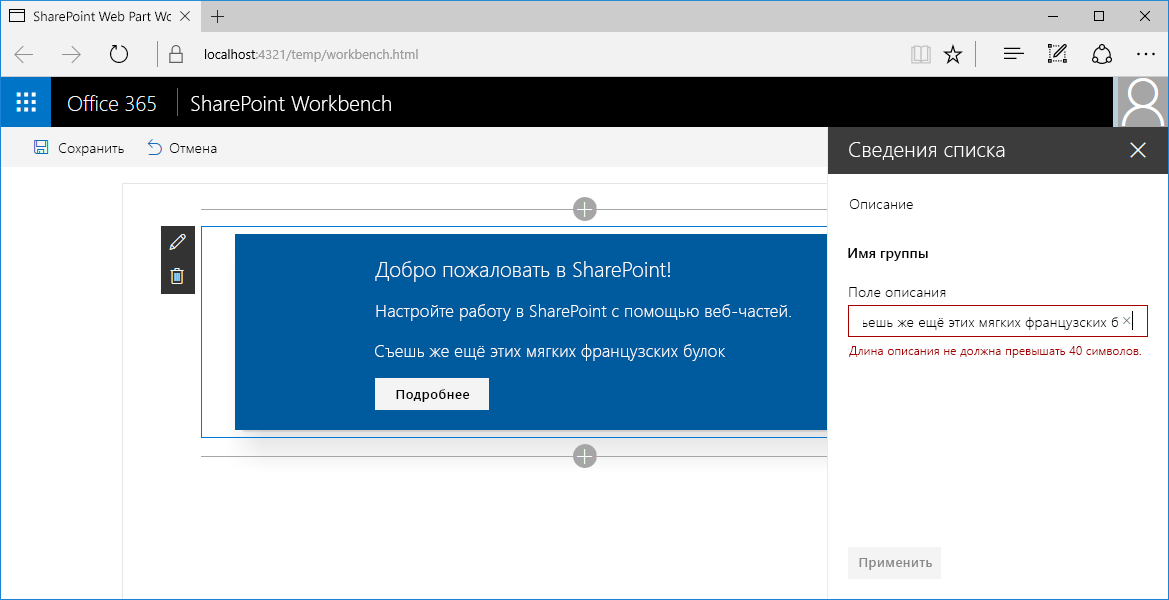 SharePoint Web Part Wc
localhost:4321/temp/workbench.html
Office 365
SharePoint Workbench
Сохранить
Отмена
Сведения списка
Описание
Имя группы
Поле описания
ъешь же ещё этих мягких французских б
Длина описания не должна превышать 40 символов.
Добро пожаловать в SharePoint!
Настройте работу в SharePoint с помощью веб-частей.
Съешь же ещё этих мягких французских булок
Подробнее
Применить